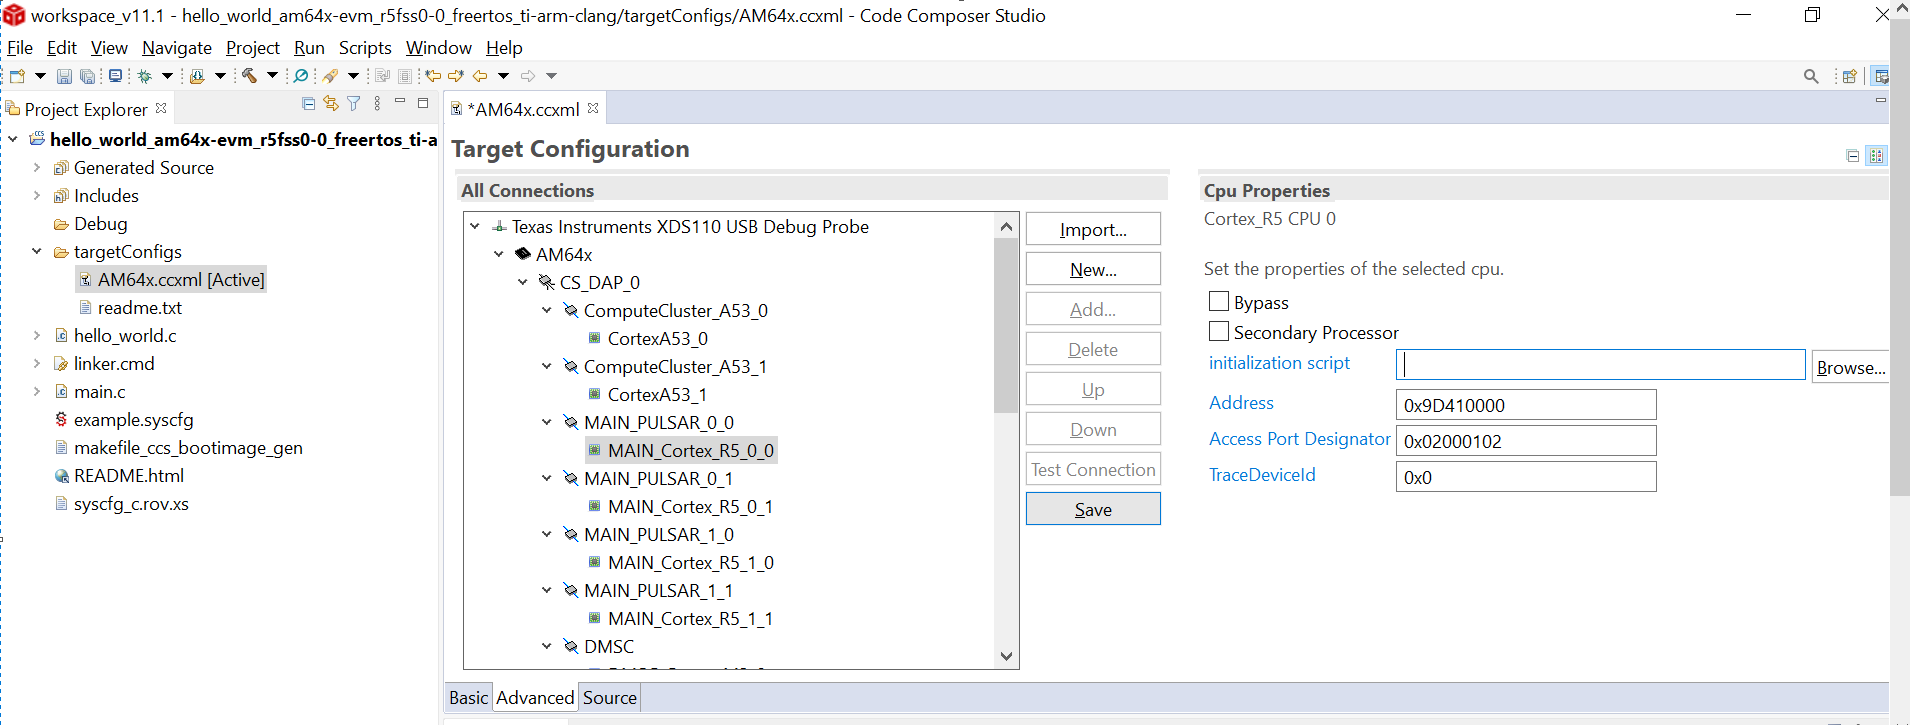 workspace_v11.1 - hello_world_am64x-evm_r5fss0-0_freertos_ti-arm-clang/targetConfigs/AM64x.ccxml - Code Composer Studio
File Edit View Navigate Project Run Scripts Window Help
Project Explorer
hello_world_am64x-evm_r5fss0-0_freertos_ti-a
Generated Source
Includes
Debug
targetConfigs
AM64x.ccxml [Active]
readme.txt
hello_world.c
linker.cmd
main.c
example.syscfg
makefile_ccs_bootimage_gen
README.html
syscfg_c.rov.xs
*AM64x.ccxml
Target Configuration
All Connections
Texas Instruments XDS110 USB Debug Probe
AM64x
CS_DAP_0
ComputeCluster_A53_0
CortexA53_0
ComputeCluster_A53_1
CortexA53_1
MAIN_PULSAR_0_0
MAIN_Cortex_R5_0_0
MAIN_PULSAR_0_1
MAIN_Cortex_R5_0_1
MAIN_PULSAR_1_0
MAIN_Cortex_R5_1_0
MAIN_PULSAR_1_1
MAIN_Cortex_R5_1_1
DMSC
Import...
New...
Add...
Delete
Up
Down
Test Connection
Save
Cpu Properties
Cortex_R5 CPU 0
Set the properties of the selected cpu.
Bypass
Secondary Processor
initialization script
Browse...
Address 0x9D410000
Access Port Designator 0x02000102
TraceDeviceId 0x0
Basic Advanced Source